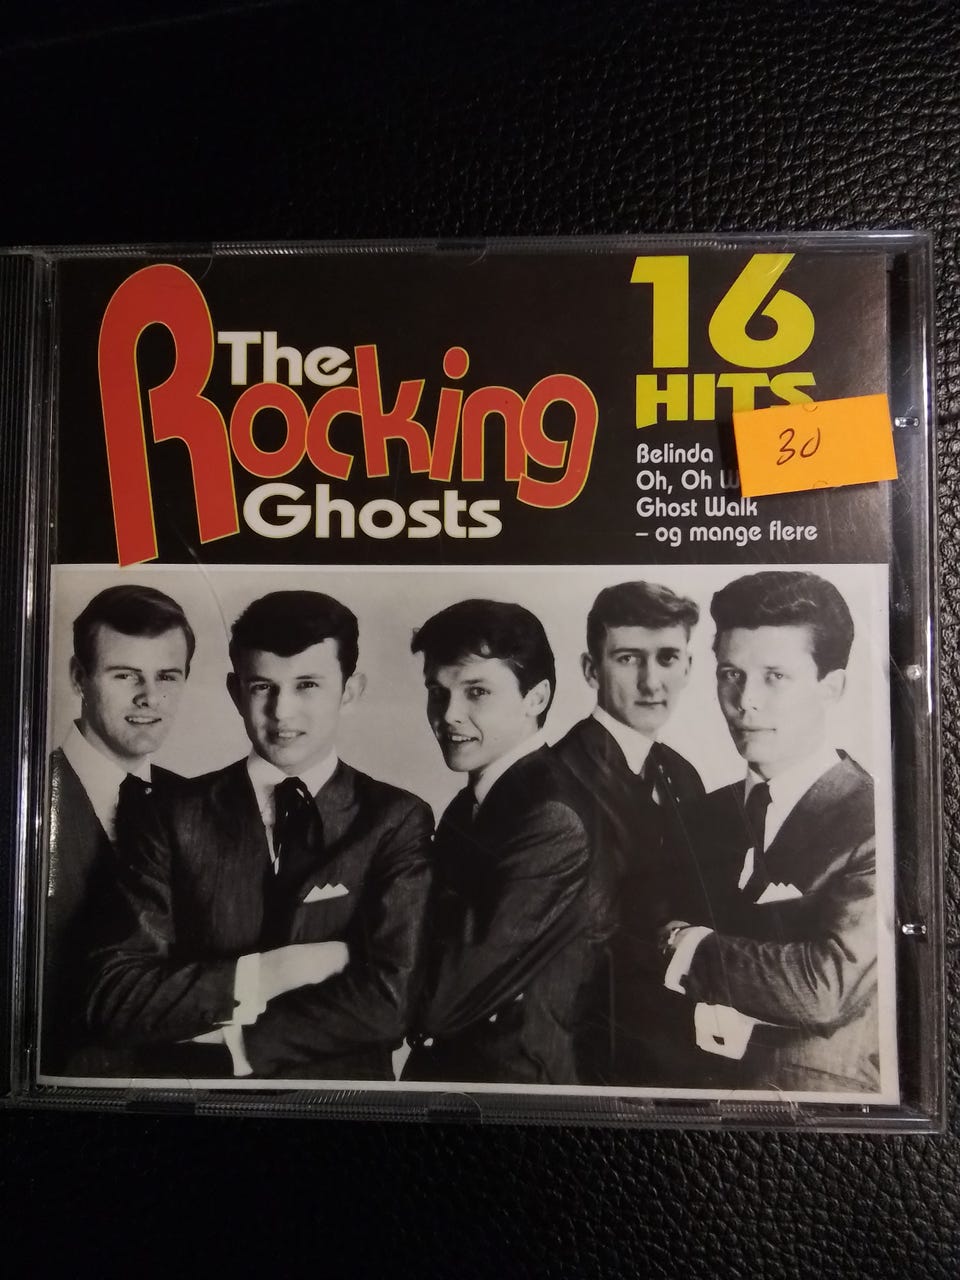 The
Rocking
Ghosts
16
HITS
30
Belinda
Oh, Oh
Ghost Walk
– og mange flere